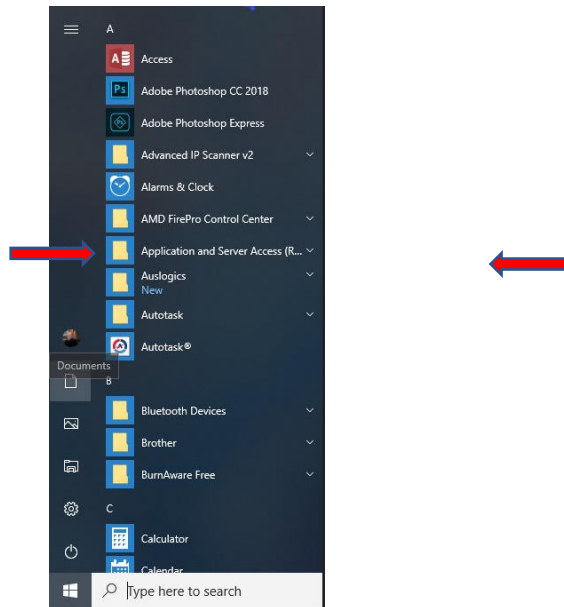 A
Access
Adobe Photoshop CC 2018
Adobe Photoshop Express
Advanced IP Scanner v2
Alarms & Clock
AMD FirePro Control Center
Application and Server Access (R...
Auslogics
New
Autotask
Autotask®
Documents
B
Bluetooth Devices
Brother
BurnAware Free
C
Calculator
Calendar
Type here to search